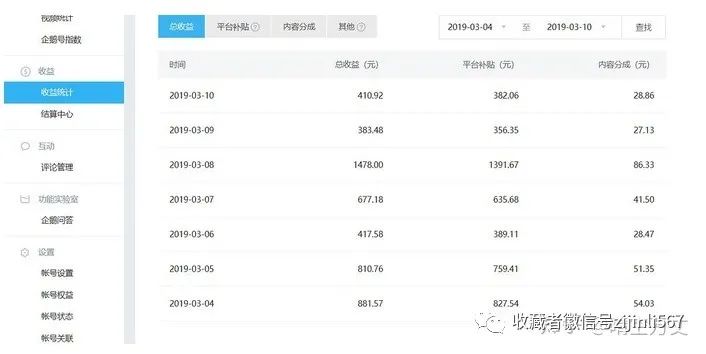 视频统计
企鹅号指数
收益
收益统计
结算中心
互动
评论管理
功能实验室
企鹅问答
设置
帐号设置
帐号权益
帐号状态
帐号关联
总收益 平台补贴? 内容分成 其他?
2019-03-04 至 2019-03-10 查找
时间 总收益（元） 平台补贴（元） 内容分成（元）
2019-03-10 410.92 382.06 28.86
2019-03-09 383.48 356.35 27.13
2019-03-08 1478.00 1391.67 86.33
2019-03-07 677.18 635.68 41.50
2019-03-06 417.58 389.11 28.47
2019-03-05 810.76 759.41 51.35
2019-03-04 881.57 827.54 54.03
收藏者微信号zijinli567